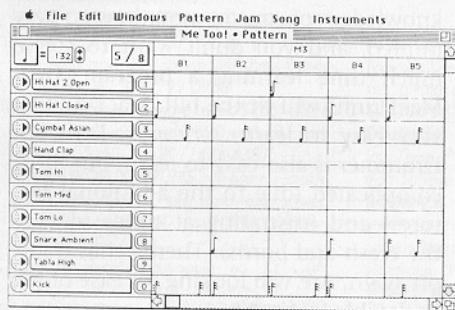 File Edit Windows Pattern Jam Song Instruments
Me Too! • Pattern
= 132 5 / 8
M3
B1 B2 B3 B4 B5
Hi Hat 2 Open 1
Hi Hat Closed 2
Cymbal Asian 3
Hand Clap 4
Tom Hi 5
Tom Med 6
Tom Lo 7
Snare Ambient 8
Tabla High 9
Kick 0